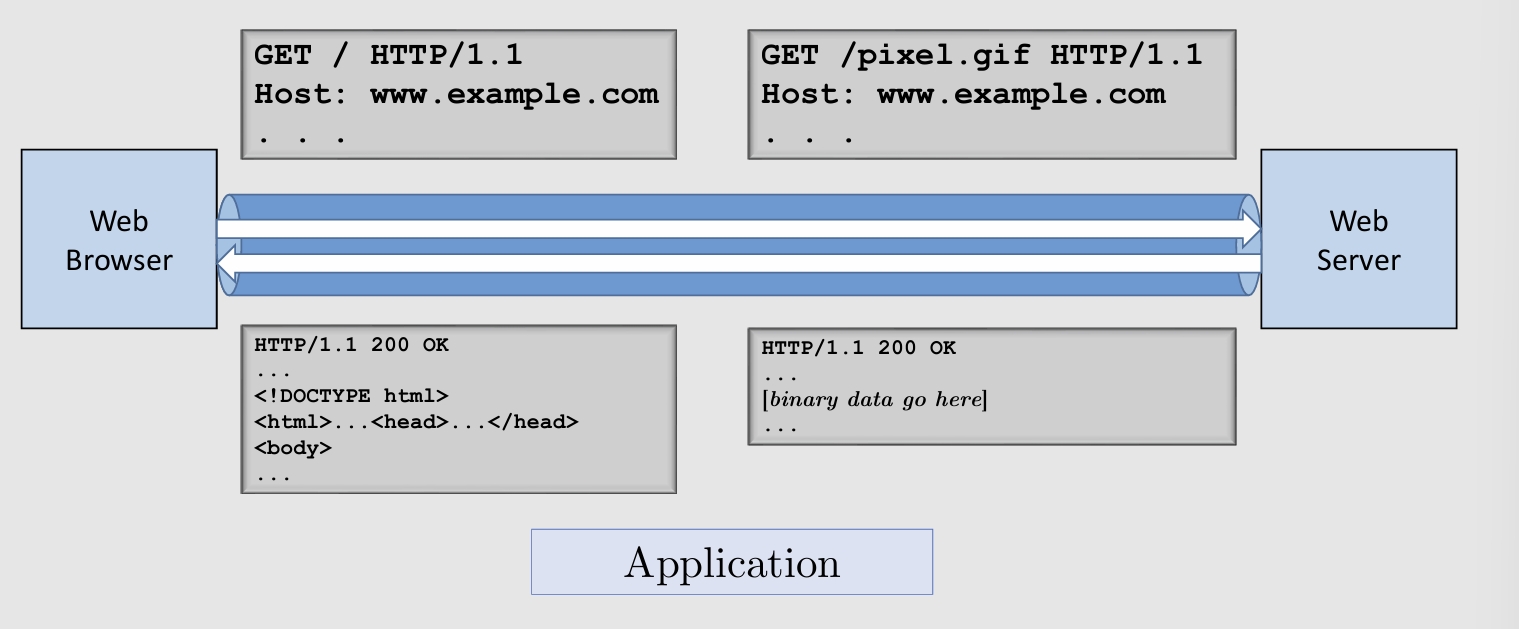 GET / HTTP/1.1
Host: www.example.com
. . .
GET /pixel.gif HTTP/1.1
Host: www.example.com
. . .
Web
Browser
Web
Server
HTTP/1.1 200 OK
...
<!DOCTYPE html>
<html>...<head>...</head>
<body>
...
HTTP/1.1 200 OK
...
[binary data go here]
...
Application